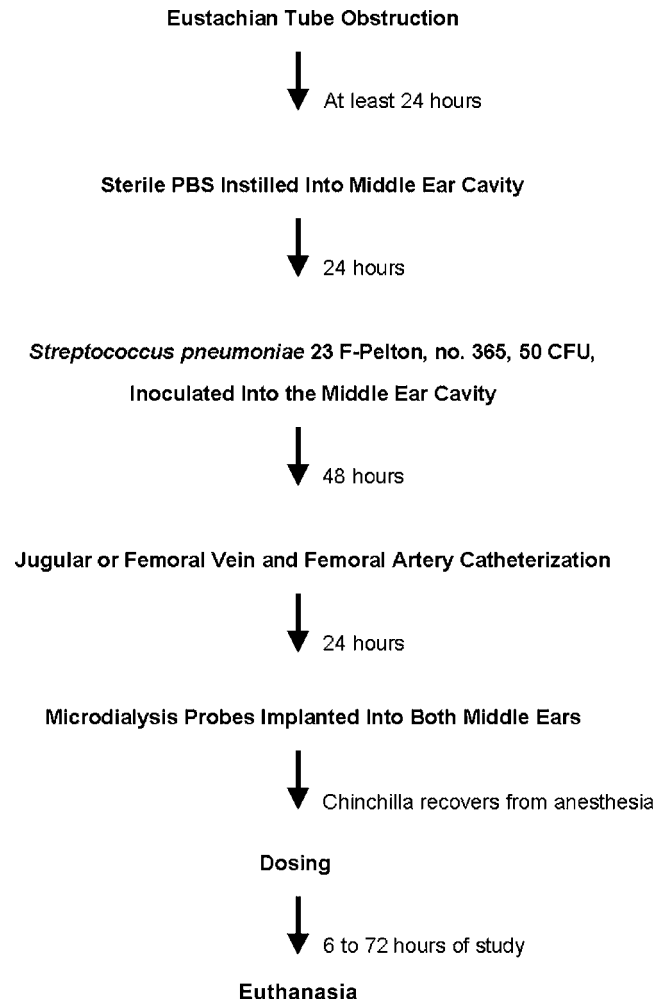 Eustachian Tube Obstruction
At least 24 hours
Sterile PBS Instilled Into Middle Ear Cavity
24 hours
Streptococcus pneumoniae 23 F-Pelton, no. 365, 50 CFU,
Inoculated Into the Middle Ear Cavity
48 hours
Jugular or Femoral Vein and Femoral Artery Catheterization
24 hours
Microdialysis Probes Implanted Into Both Middle Ears
Chinchilla recovers from anesthesia
Dosing
6 to 72 hours of study
Euthanasia